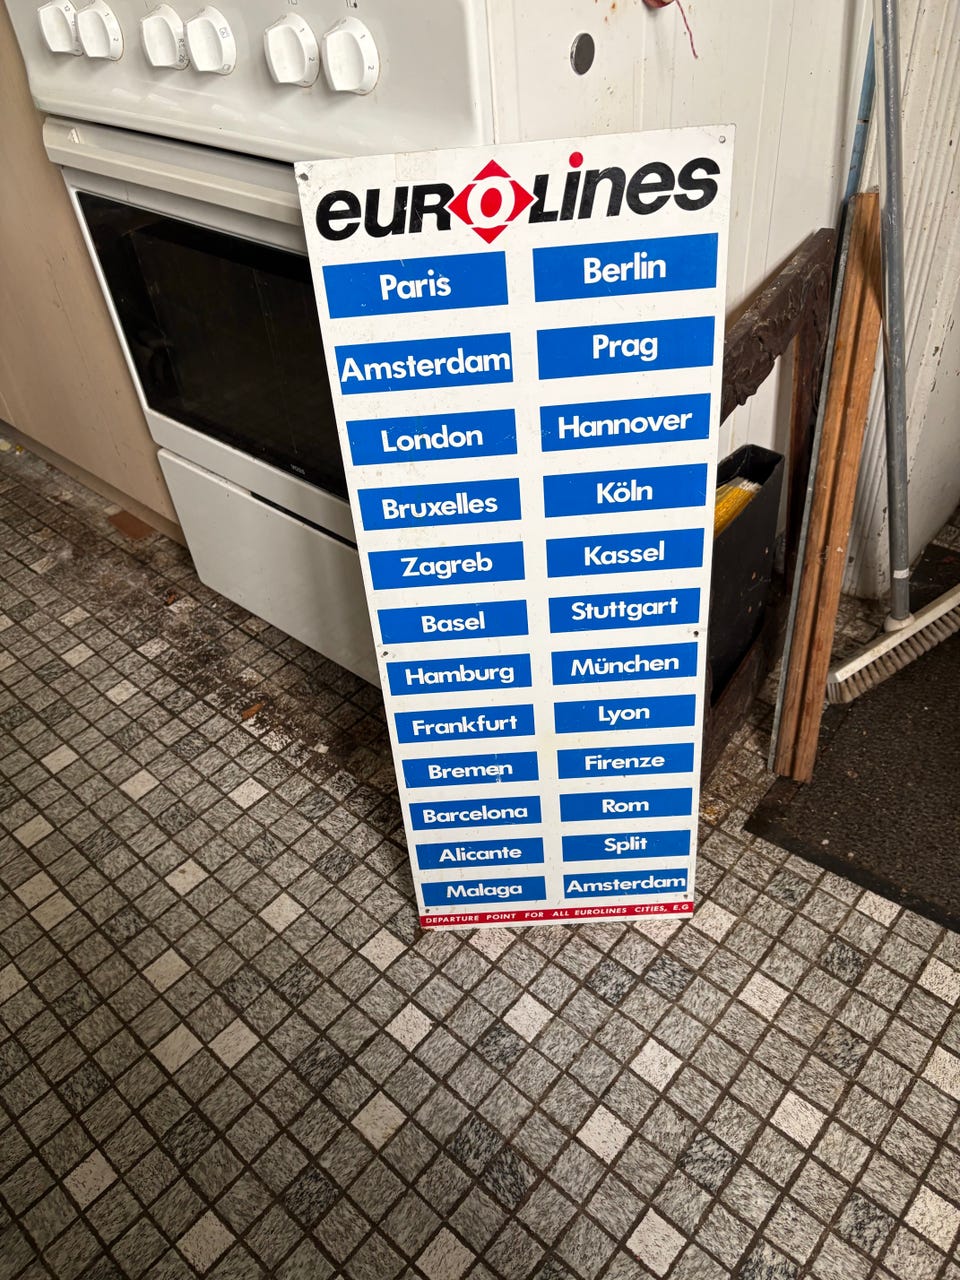 eurolines
Paris
Berlin
Amsterdam
Prag
London
Hannover
Bruxelles
Köln
Zagreb
Kassel
Basel
Stuttgart
Hamburg
München
Frankfurt
Lyon
Bremen
Firenze
Barcelona
Rom
Alicante
Split
Malaga
Amsterdam
DEPARTURE POINT FOR ALL EUROLINES CITIES, E.G